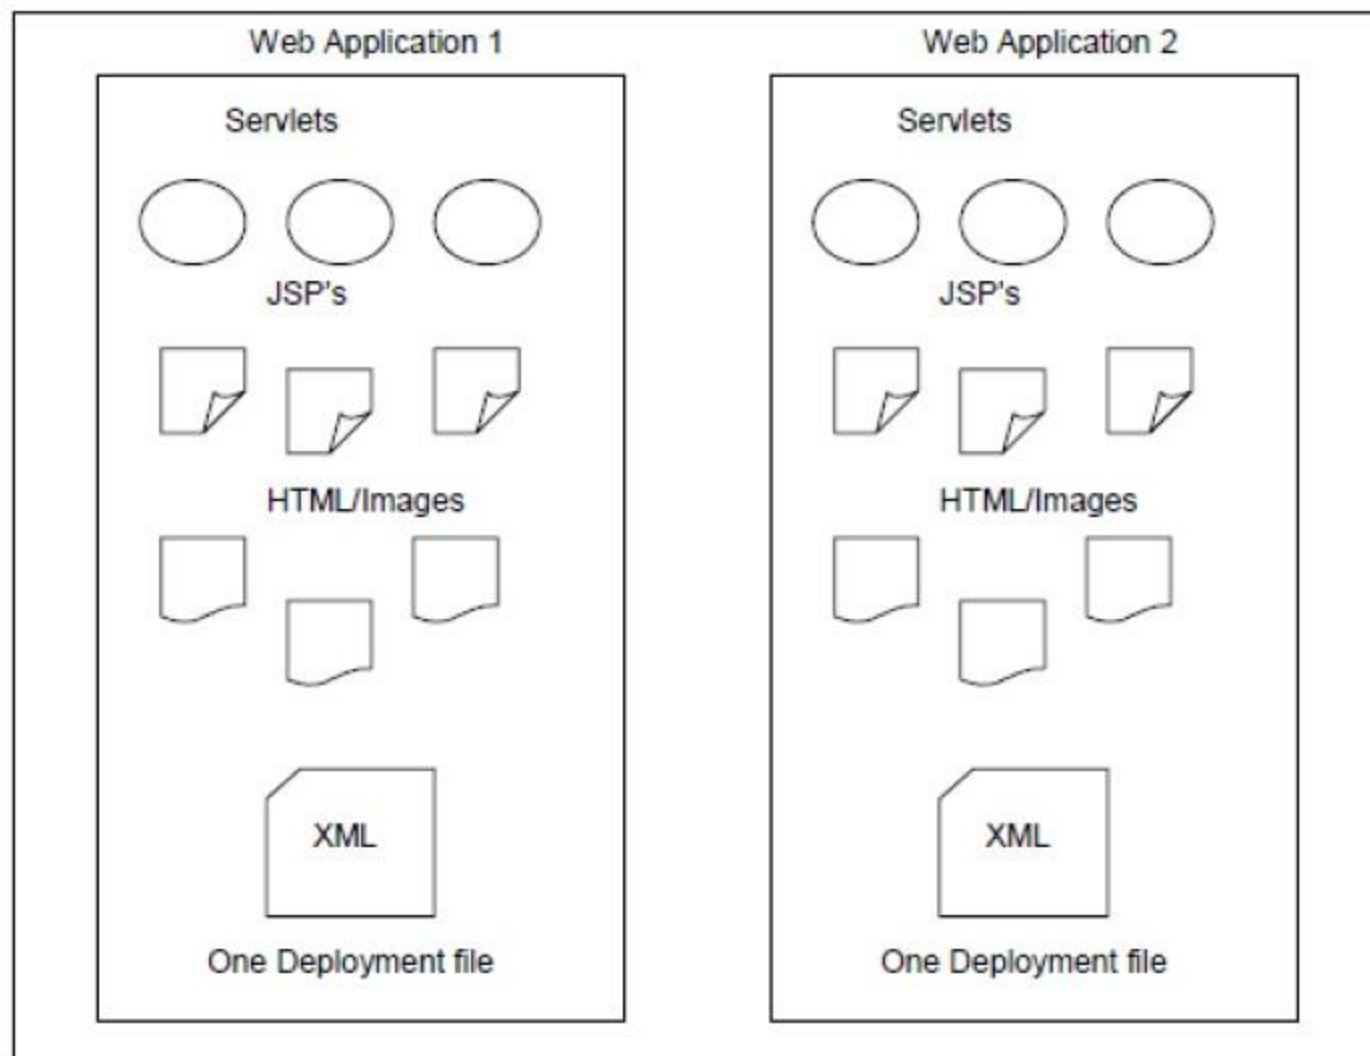 Web Application 1
Servlets
JSP's
HTML/Images
XML
One Deployment file
Web Application 2
Servlets
JSP's
HTML/Images
XML
One Deployment file